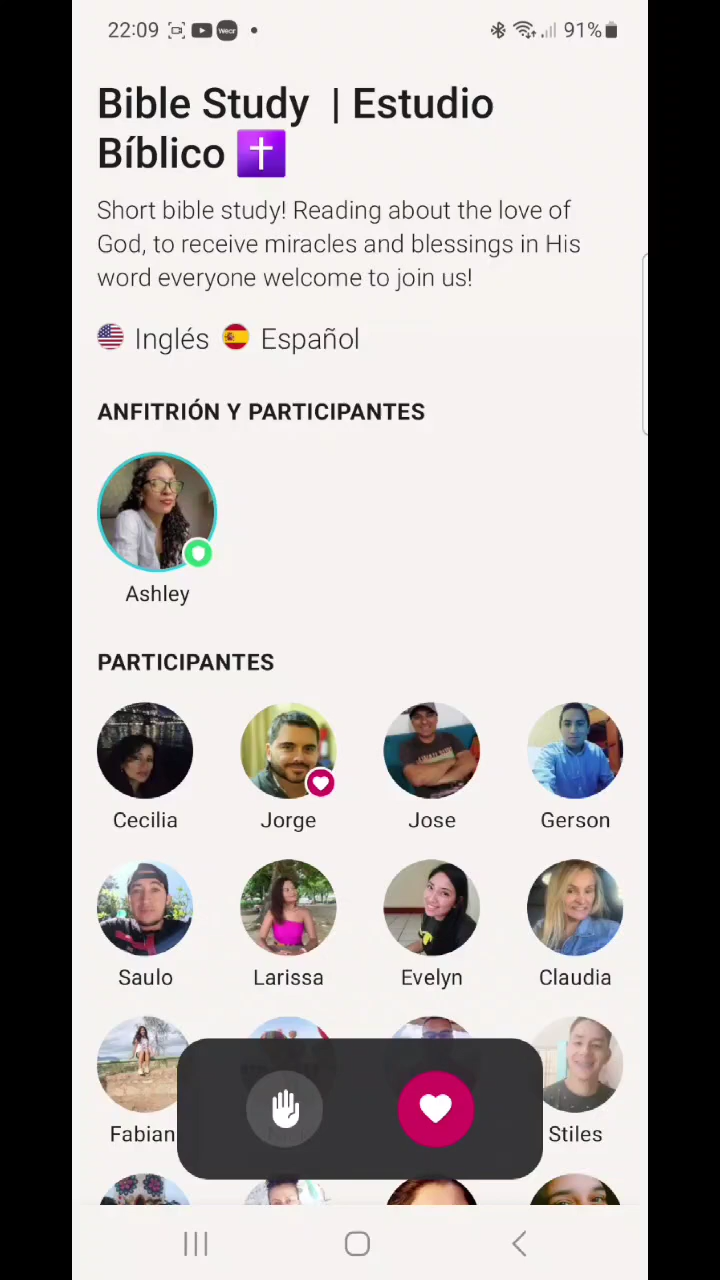 22:09 Wecr 91%
Bible Study | Estudio
Bíblico ✝
Short bible study! Reading about the love of
God, to receive miracles and blessings in His
word everyone welcome to join us!
Inglés Español
ANFITRIÓN Y PARTICIPANTES
Ashley
PARTICIPANTES
Cecilia Jorge Jose Gerson
Saulo Larissa Evelyn Claudia
Fabian Stiles